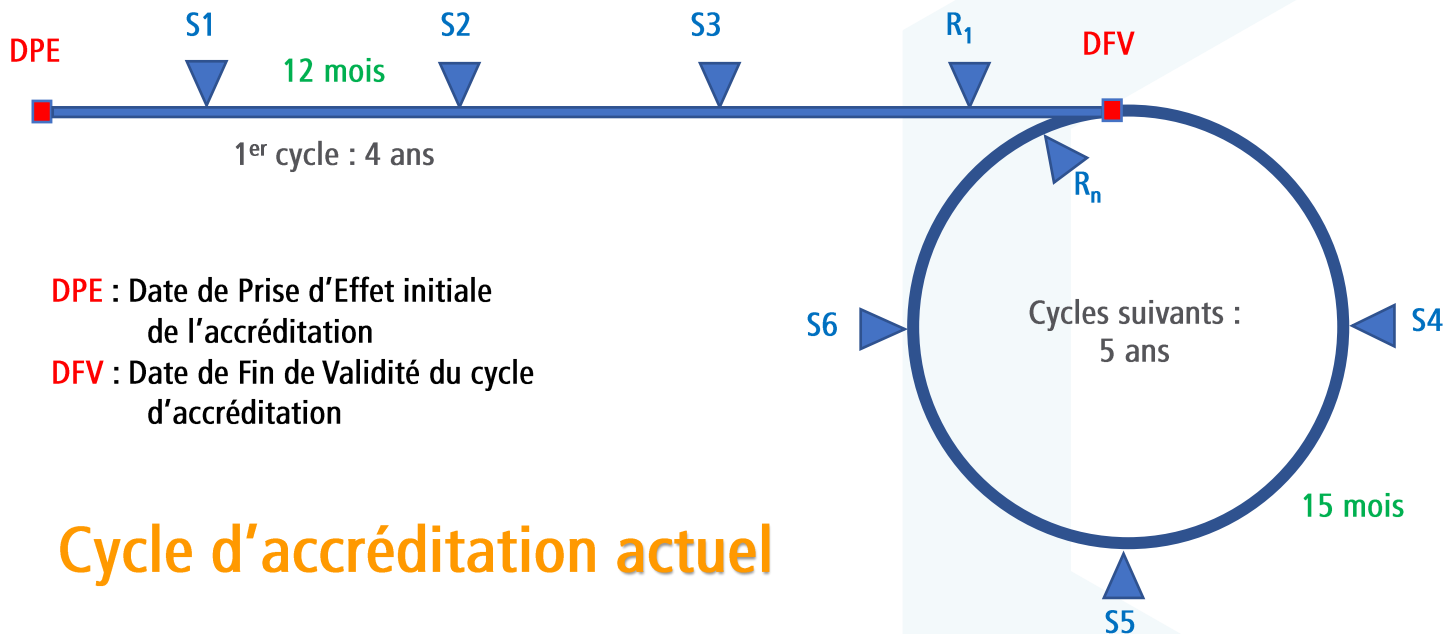 S1
S2
S3
R1
DPE
DFV
12 mois
1er cycle : 4 ans
Rn
DPE : Date de Prise d’Effet initiale
de l’accréditation
DFV : Date de Fin de Validité du cycle
d’accréditation
S6
Cycles suivants :
5 ans
S4
15 mois
Cycle d’accréditation actuel
S5